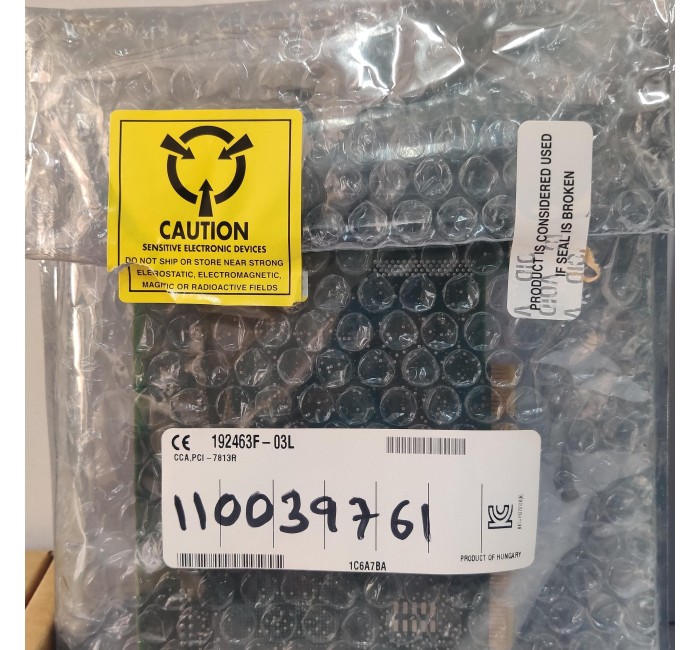 CAUTION
SENSITIVE ELECTRONIC DEVICES
DO NOT SHIP OR STORE NEAR STRONG
ELEROSTATIC, ELECTROMAGNETIC,
MAGNETIC OR RADIOACTIVE FIELDS
PRODUCT IS CONSIDERED USED
IF SEAL IS BROKEN
CE 192463F-03L
CCA,PCI-7813R
110039761
1C6A7BA
PRODUCT OF HUNGARY